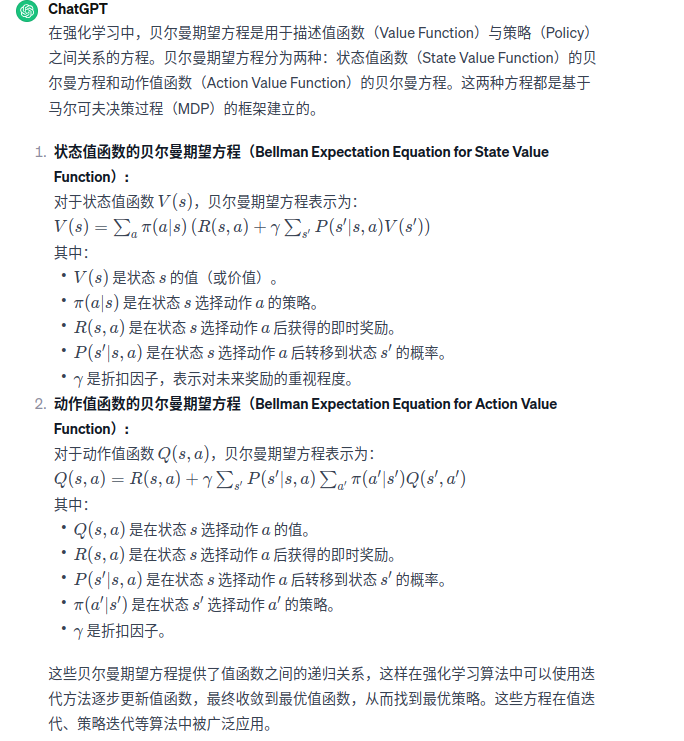 ChatGPT
在强化学习中，贝尔曼期望方程是用于描述值函数（Value Function）与策略（Policy）
之间关系的方程。贝尔曼期望方程分为两种：状态值函数（State Value Function）的贝
尔曼方程和动作值函数（Action Value Function）的贝尔曼方程。这两种方程都是基于
马尔可夫决策过程（MDP）的框架建立的。
1. 状态值函数的贝尔曼期望方程（Bellman Expectation Equation for State Value
Function）：
对于状态值函数 V(s)，贝尔曼期望方程表示为：
V(s) = ∑ₐ π(a|s) (R(s, a) + γ ∑ₛ′ P(s′|s, a)V(s′))
其中：
• V(s) 是状态 s 的值（或价值）。
• π(a|s) 是在状态 s 选择动作 a 的策略。
• R(s, a) 是在状态 s 选择动作 a 后获得的即时奖励。
• P(s′|s, a) 是在状态 s 选择动作 a 后转移到状态 s′ 的概率。
• γ 是折扣因子，表示对未来奖励的重视程度。
2. 动作值函数的贝尔曼期望方程（Bellman Expectation Equation for Action Value
Function）：
对于动作值函数 Q(s, a)，贝尔曼期望方程表示为：
Q(s, a) = R(s, a) + γ ∑ₛ′ P(s′|s, a) ∑ₐ′ π(a′|s′)Q(s′, a′)
其中：
• Q(s, a) 是在状态 s 选择动作 a 的值。
• R(s, a) 是在状态 s 选择动作 a 后获得的即时奖励。
• P(s′|s, a) 是在状态 s 选择动作 a 后转移到状态 s′ 的概率。
• π(a′|s′) 是在状态 s′ 选择动作 a′ 的策略。
• γ 是折扣因子。
这些贝尔曼期望方程提供了值函数之间的递归关系，这样在强化学习算法中可以使用迭
代方法逐步更新值函数，最终收敛到最优值函数，从而找到最优策略。这些方程在值迭
代、策略迭代等算法中被广泛应用。